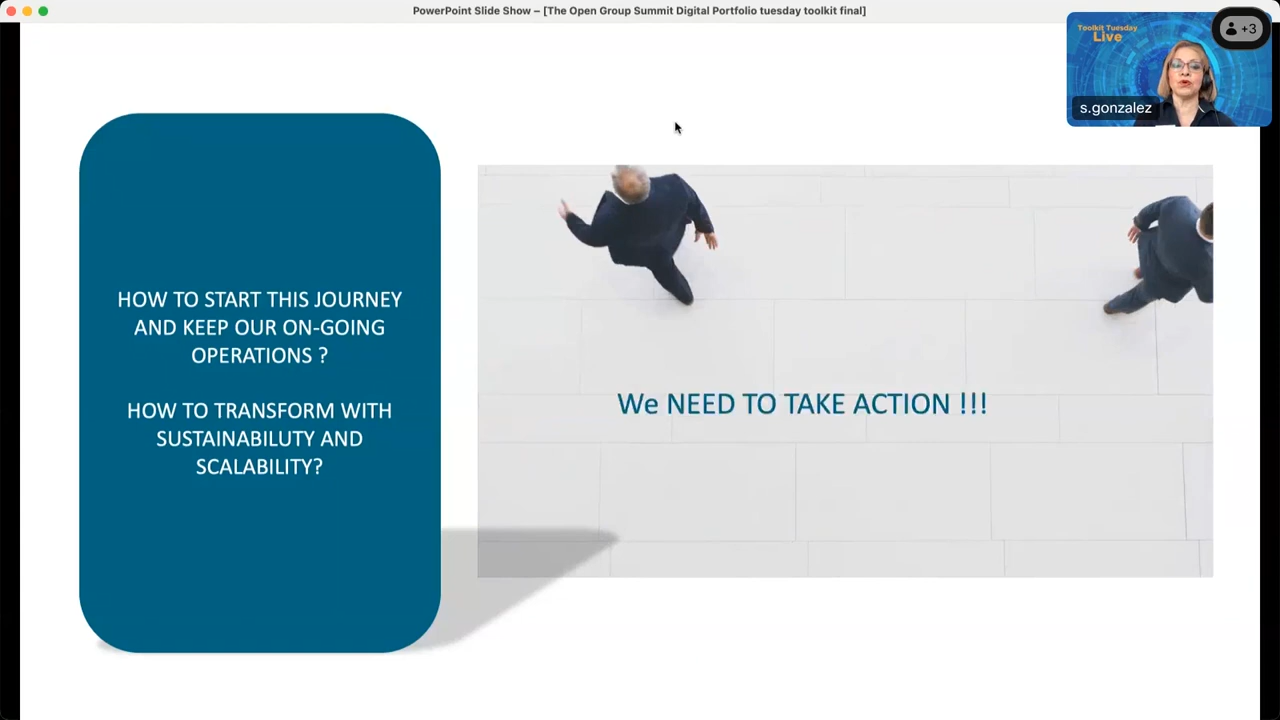 PowerPoint Slide Show – [The Open Group Summit Digital Portfolio tuesday toolkit final]
Toolkit Tuesday
Live
+3
s.gonzalez
HOW TO START THIS JOURNEY
AND KEEP OUR ON-GOING
OPERATIONS ?
HOW TO TRANSFORM WITH
SUSTAINABILUTY AND
SCALABILITY?
We NEED TO TAKE ACTION !!!